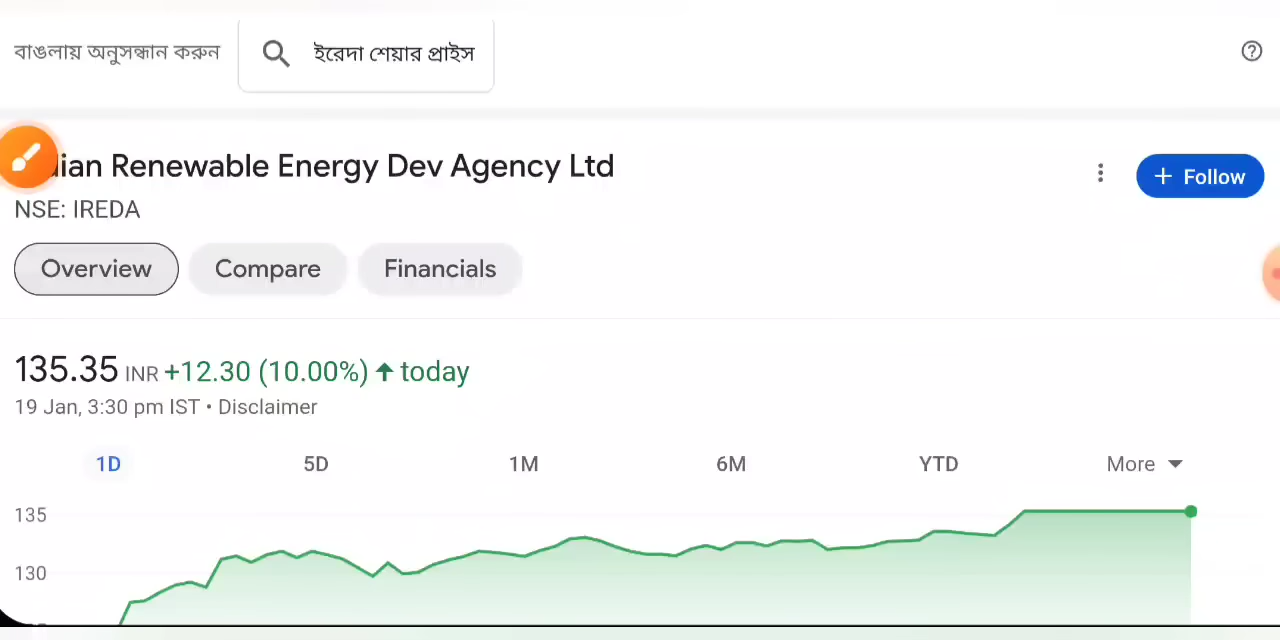 বাঙলায় অনুসন্ধান করুন
ইরেদা শেয়ার প্রাইস
dian Renewable Energy Dev Agency Ltd
Follow
NSE: IREDA
Overview
Compare
Financials
135.35 INR +12.30 (10.00%) today
19 Jan, 3:30 pm IST • Disclaimer
1D
5D
1M
6M
YTD
More
135
130